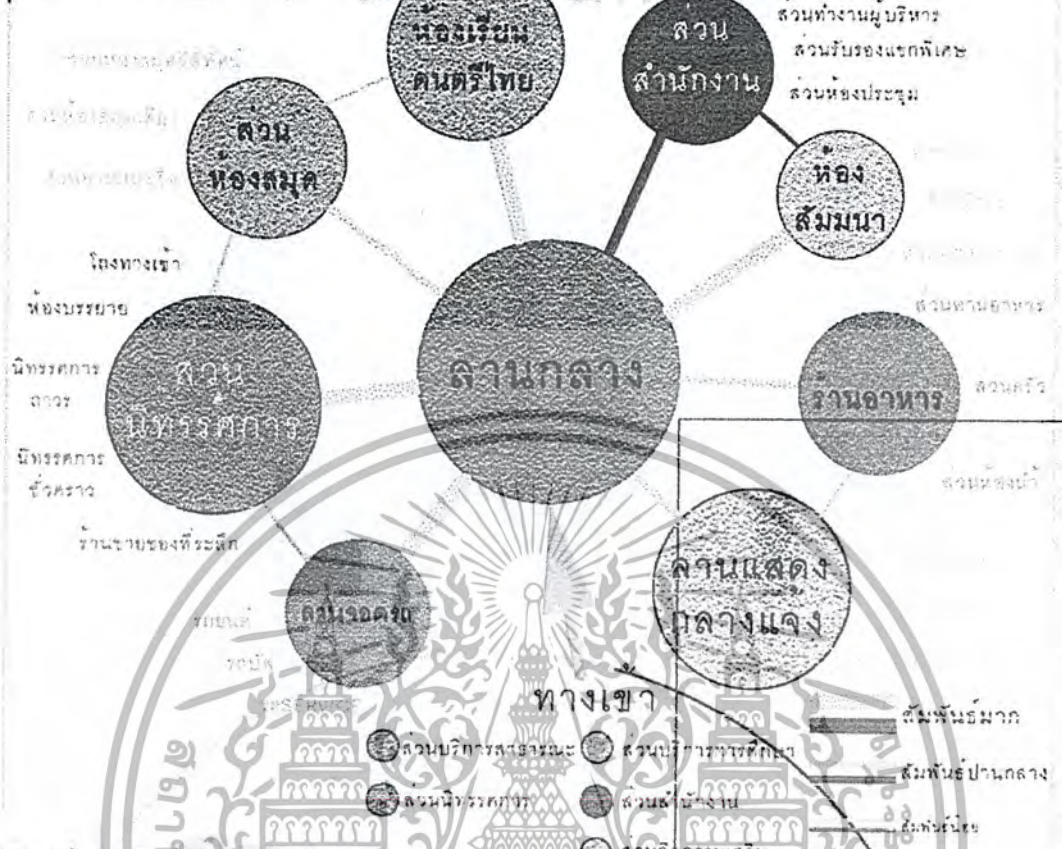 ห้องเรียน
ดนตรีไทย
ส่วน
สำนักงาน
ส่วนทำงานผู้บริหาร
ส่วนรับรองแขกพิเศษ
ส่วนห้องประชุม
ส่วน
ห้องสมุด
ห้อง
สัมมนา
โถงทางเข้า
ห้องบรรยาย
นิทรรศการ
ถาวร
นิทรรศการ
ชั่วคราว
ร้านขายของที่ระลึก
ส่วน
นิทรรศการ
ลานกลาง
ส่วนทานอาหาร
ร้านอาหาร
ส่วนครัว
ส่วนห้องน้ำ
ลานแสดง
กลางแจ้ง
ลานจอดรถ
รถยนต์
รถบัส
ทางเข้า
ส่วนบริการสาธารณะ
ส่วนบริการการศึกษา
ส่วนนิทรรศการ
ส่วนสำนักงาน
สัมพันธ์มาก
สัมพันธ์ปานกลาง
สัมพันธ์น้อย